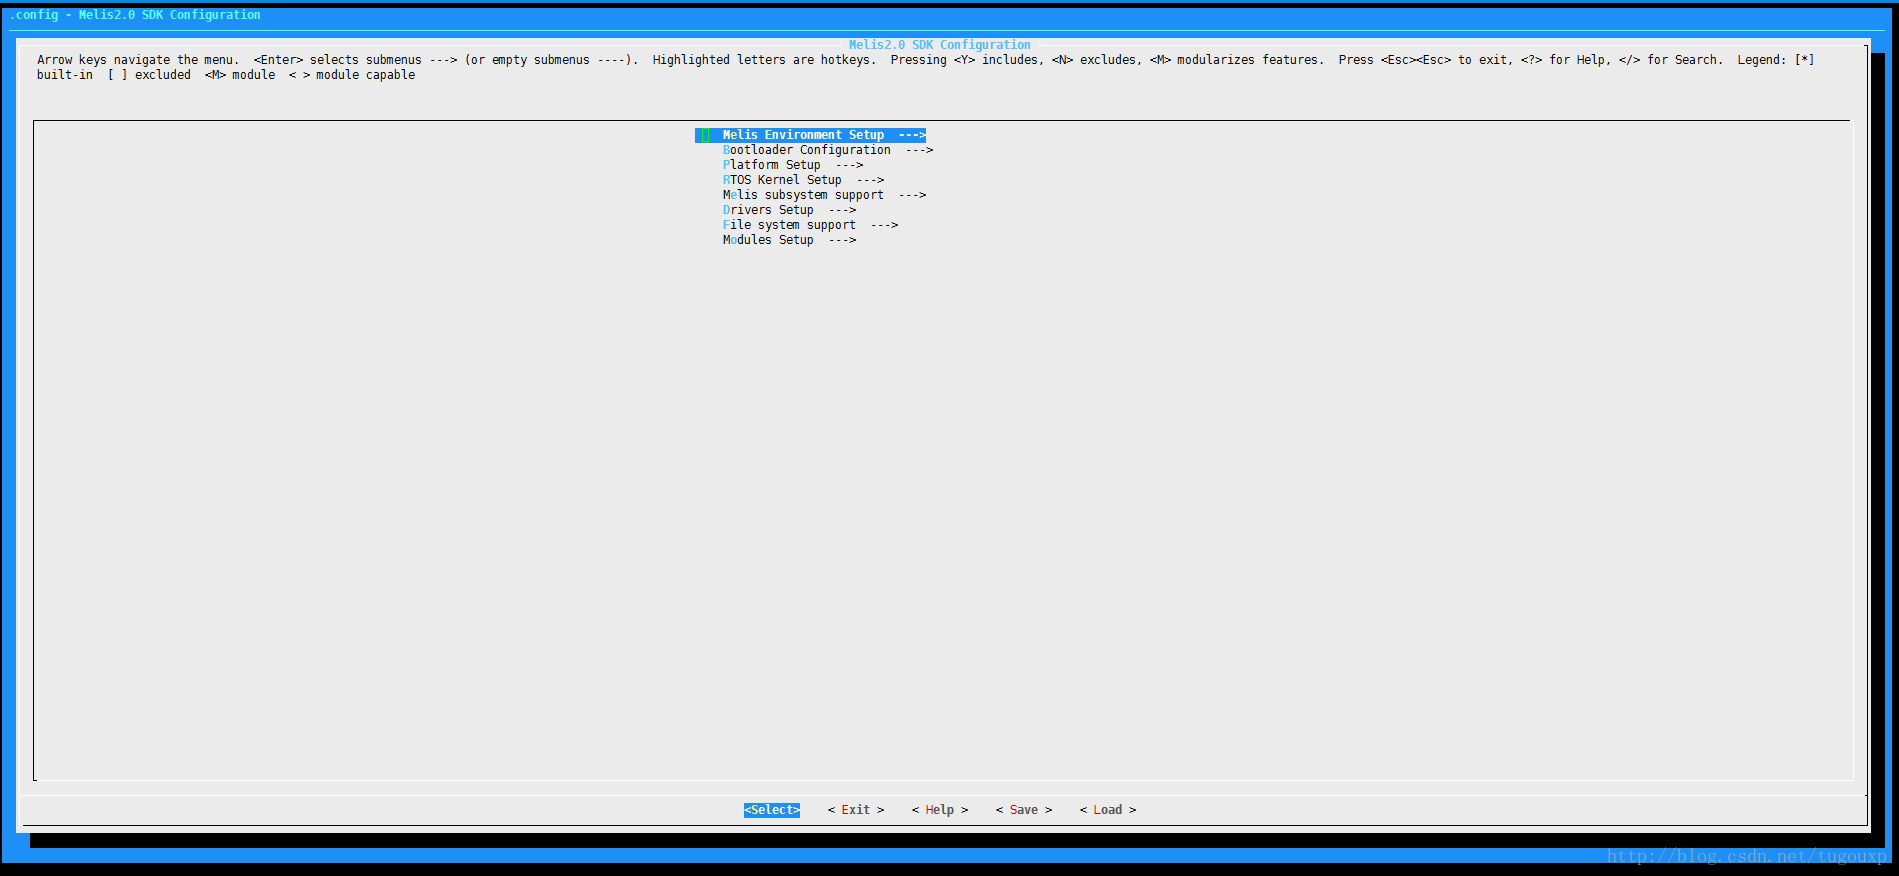 .config - Melis2.0 SDK Configuration
Melis2.0 SDK Configuration
Arrow keys navigate the menu.  <Enter> selects submenus ---> (or empty submenus ----).  Highlighted letters are hotkeys.  Pressing <Y> includes, <N> excludes, <M> modularizes features.  Press <Esc><Esc> to exit, <?> for Help, </> for Search.  Legend: [*]
built-in  [ ] excluded  <M> module  < > module capable
Melis Environment Setup  --->
Bootloader Configuration  --->
Platform Setup  --->
RTOS Kernel Setup  --->
Melis subsystem support  --->
Drivers Setup  --->
File system support  --->
Modules Setup  --->
<Select>    < Exit >    < Help >    < Save >    < Load >
http://blog.csdn.net/tugouxp